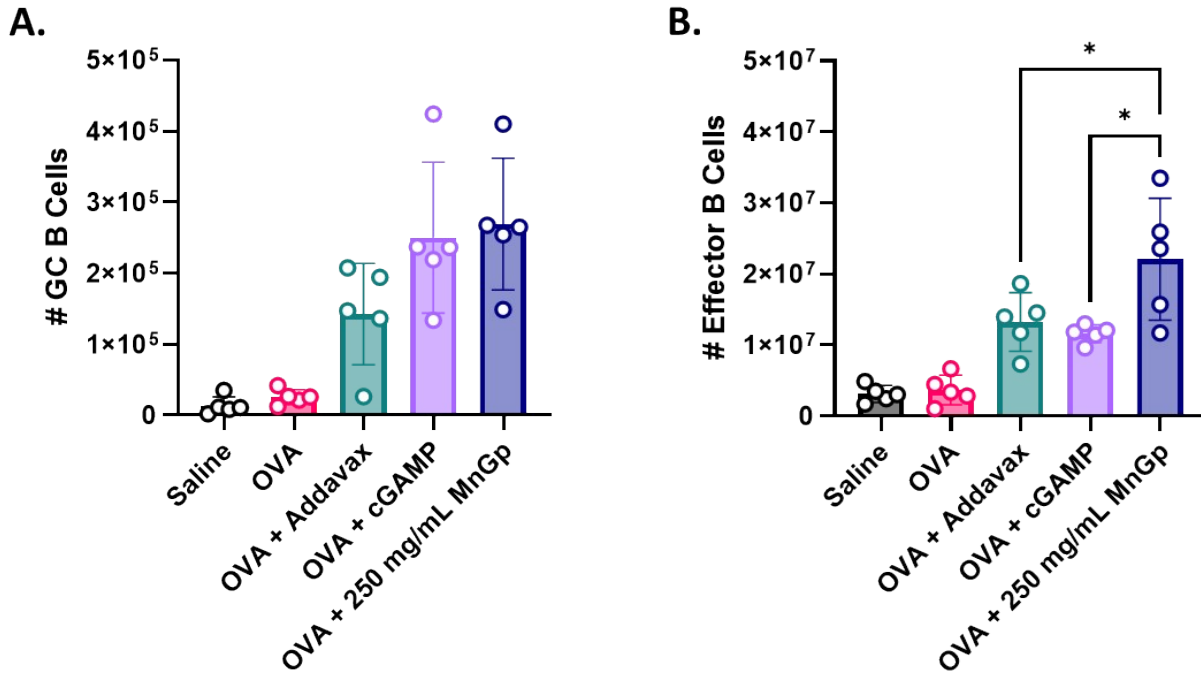 A.
# GC B Cells
5×10⁵
4×10⁵
3×10⁵
2×10⁵
1×10⁵
0
Saline
OVA
OVA + Addavax
OVA + cGAMP
OVA + 250 mg/mL MnGp
B.
# Effector B Cells
5×10⁷
4×10⁷
3×10⁷
2×10⁷
1×10⁷
0
*
*
Saline
OVA
OVA + Addavax
OVA + cGAMP
OVA + 250 mg/mL MnGp